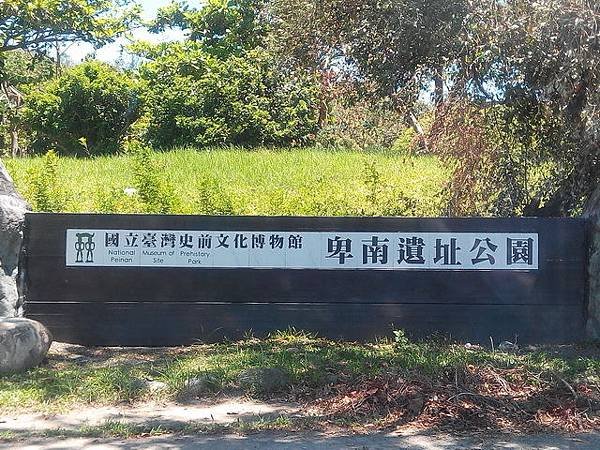 國立臺灣史前文化博物館 卑南遺址公園
National Museum of Prehistory
Peinan Site Park